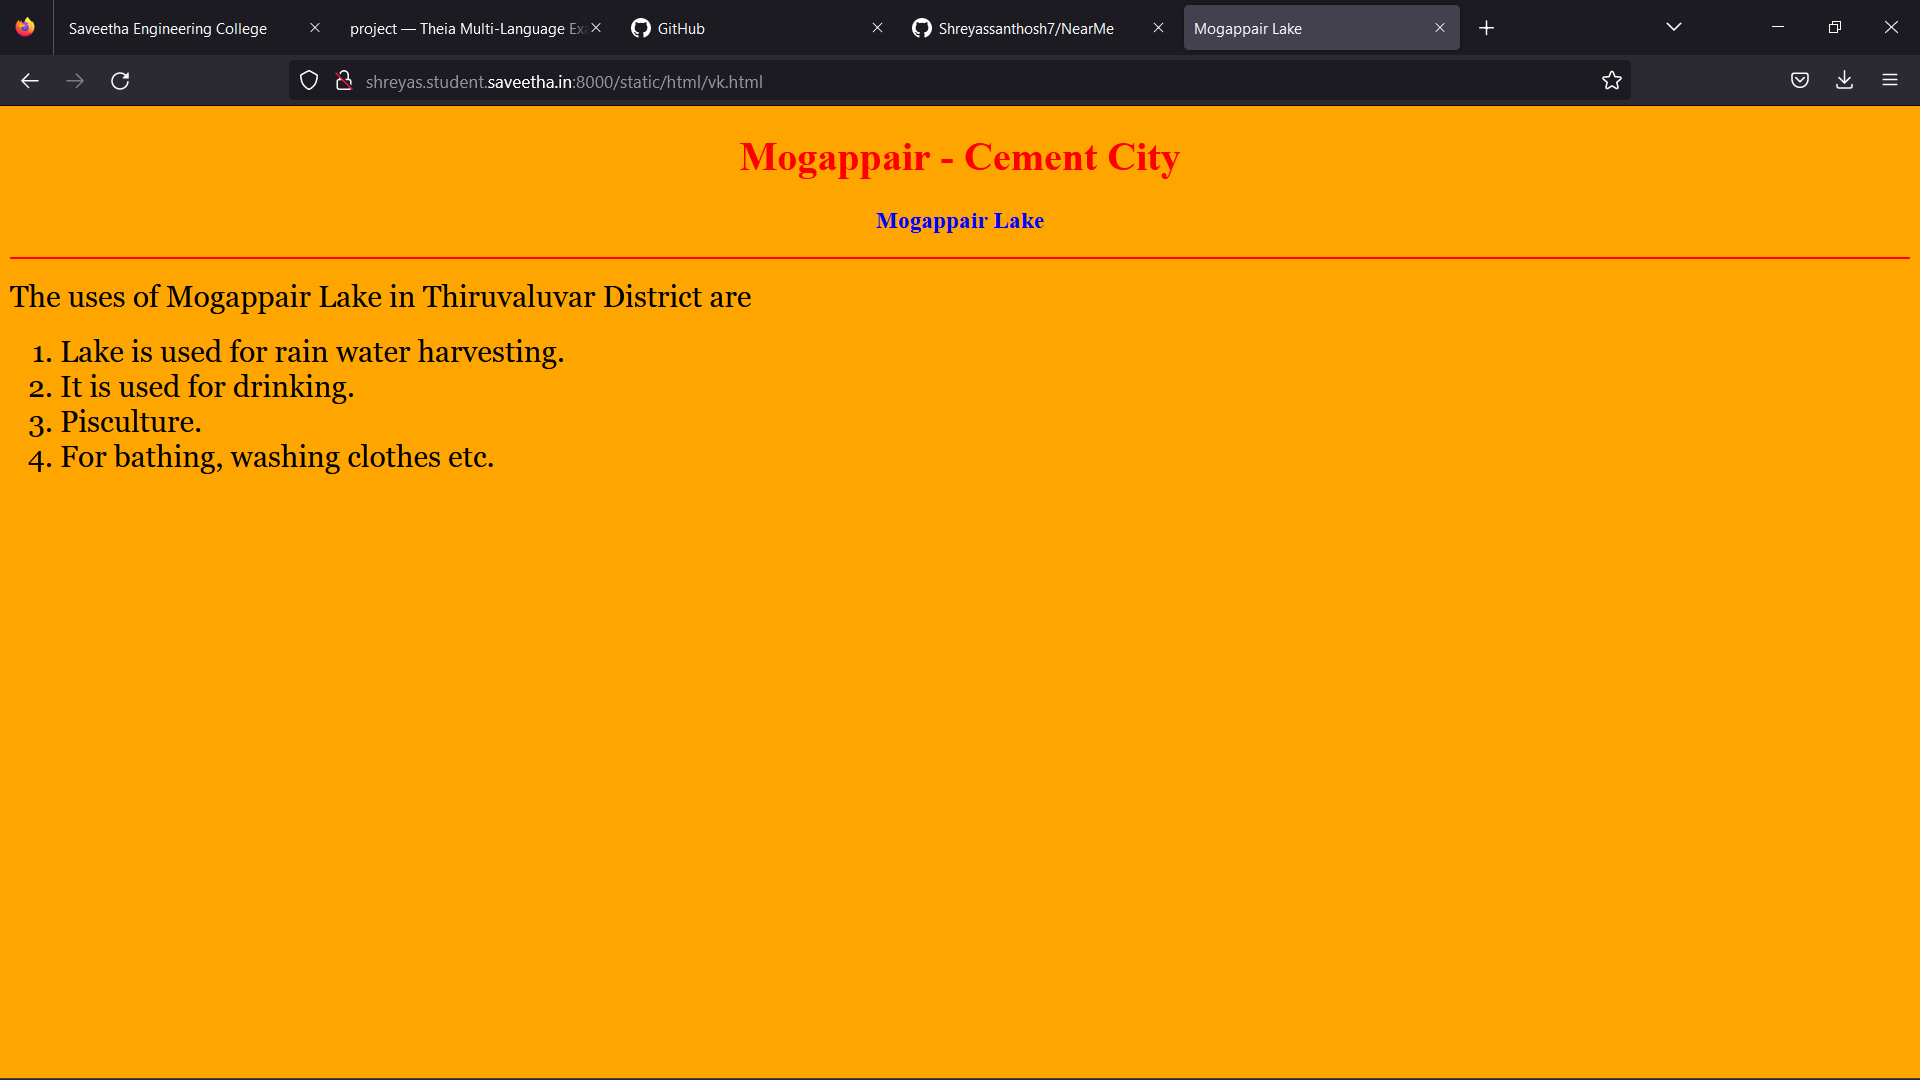 Saveetha Engineering College
project — Theia Multi-Language Ex
GitHub
Shreyassanthosh7/NearMe
Mogappair Lake
shreyas.student.saveetha.in:8000/static/html/vk.html
Mogappair - Cement City
Mogappair Lake
The uses of Mogappair Lake in Thiruvaluvar District are
1. Lake is used for rain water harvesting.
2. It is used for drinking.
3. Pisculture.
4. For bathing, washing clothes etc.